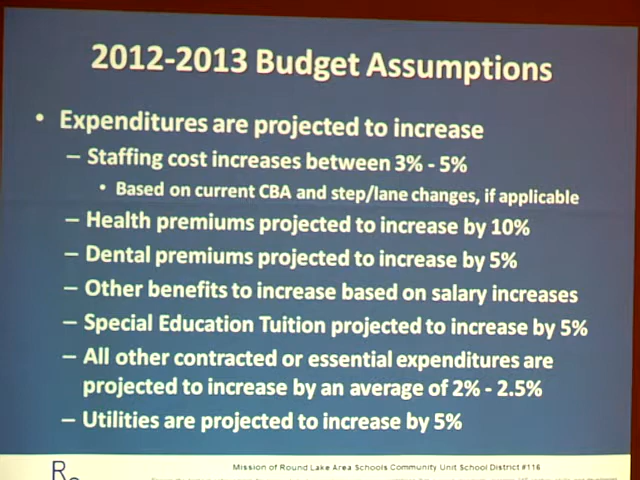 2012-2013 Budget Assumptions
• Expenditures are projected to increase
– Staffing cost increases between 3% - 5%
• Based on current CBA and step/lane changes, if applicable
– Health premiums projected to increase by 10%
– Dental premiums projected to increase by 5%
– Other benefits to increase based on salary increases
– Special Education Tuition projected to increase by 5%
– All other contracted or essential expenditures are
projected to increase by an average of 2% - 2.5%
– Utilities are projected to increase by 5%
Mission of Round Lake Area Schools Community Unit School District #116
R